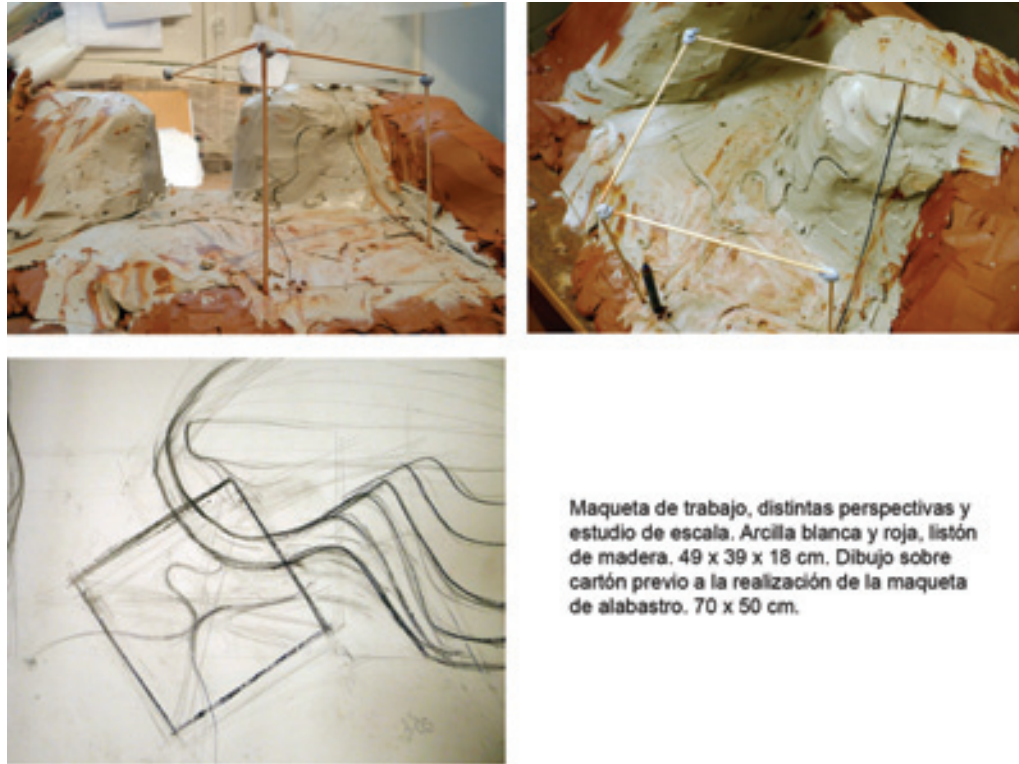 Maqueta de trabajo, distintas perspectivas y
estudio de escala. Arcilla blanca y roja, listón
de madera. 49 x 39 x 18 cm. Dibujo sobre
cartón previo a la realización de la maqueta
de alabastro. 70 x 50 cm.